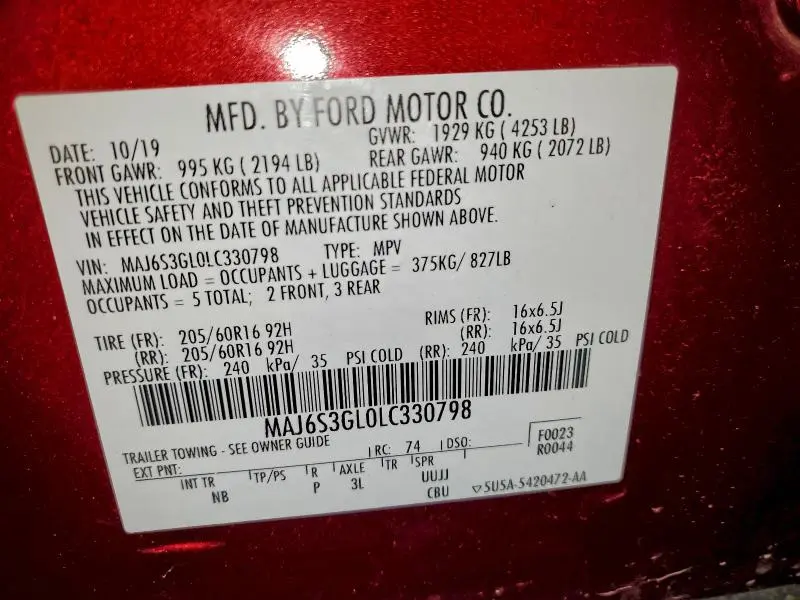 MFD. BY FORD MOTOR CO.
DATE: 10/19 GVWR: 1929 KG ( 4253 LB)
FRONT GAWR: 995 KG ( 2194 LB) REAR GAWR: 940 KG ( 2072 LB)
THIS VEHICLE CONFORMS TO ALL APPLICABLE FEDERAL MOTOR
VEHICLE SAFETY AND THEFT PREVENTION STANDARDS
IN EFFECT ON THE DATE OF MANUFACTURE SHOWN ABOVE.
VIN: MAJ6S3GL0LC330798 TYPE: MPV
MAXIMUM LOAD = OCCUPANTS + LUGGAGE = 375KG/ 827LB
OCCUPANTS = 5 TOTAL; 2 FRONT, 3 REAR
TIRE (FR): 205/60R16 92H RIMS (FR): 16x6.5J
(RR): 205/60R16 92H (RR): 16x6.5J
PRESSURE (FR): 240 kPa/ 35 PSI COLD (RR): 240 kPa/ 35 PSI COLD
MAJ6S3GL0LC330798
TRAILER TOWING - SEE OWNER GUIDE
EXT PNT: RC: 74 DSO: F0023
R0044
INT TR TP/PS R AXLE TR SPR
NB P 3L UUJJ
CBU 5U5A-5420472-AA